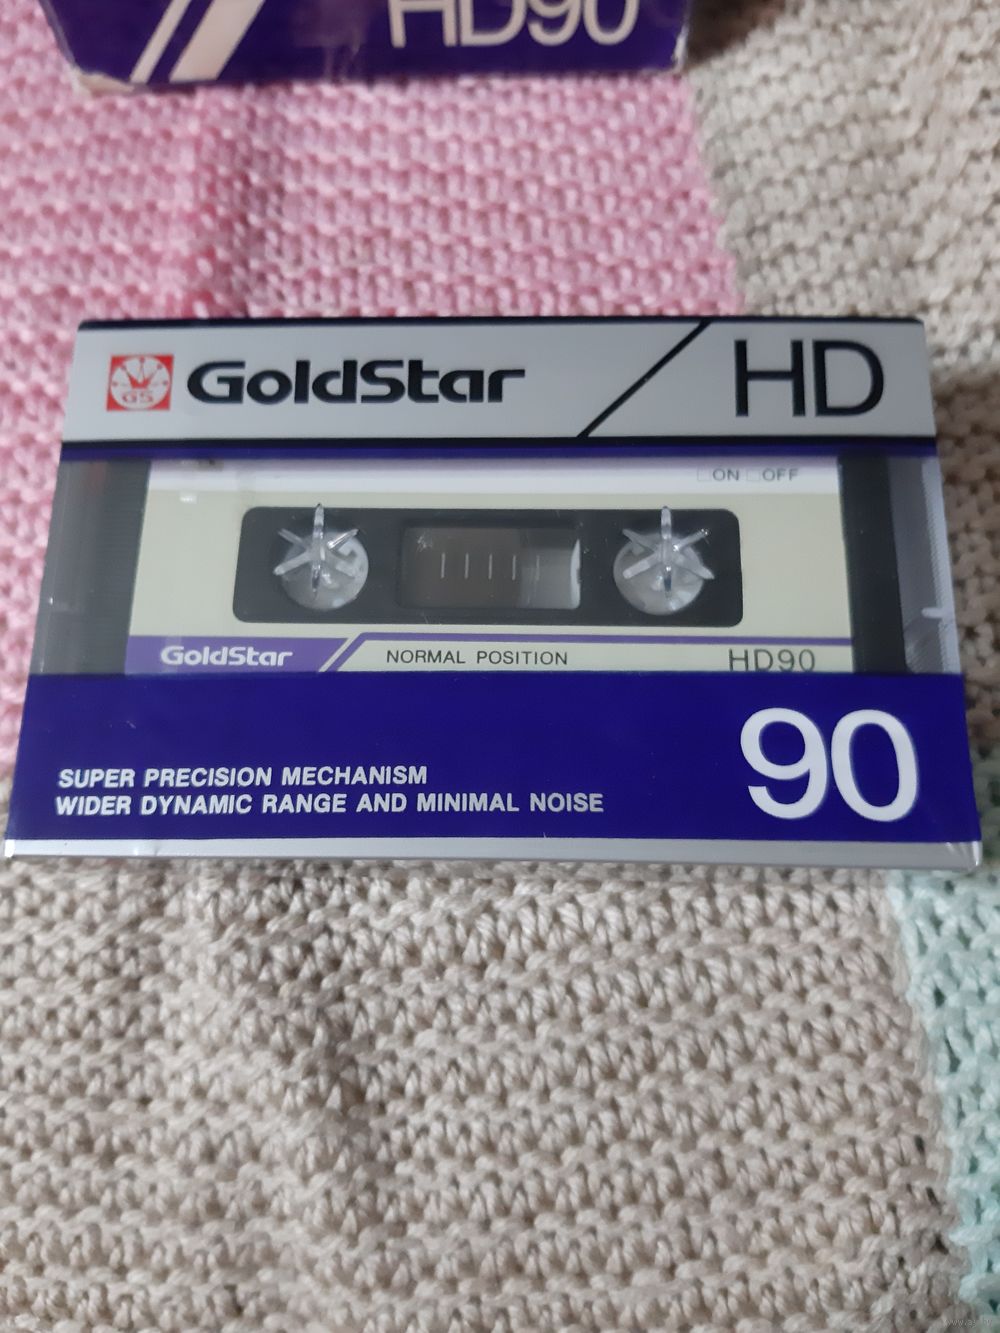 HD90
GS
GoldStar
HD
ON OFF
GoldStar
NORMAL POSITION
HD90
90
SUPER PRECISION MECHANISM
WIDER DYNAMIC RANGE AND MINIMAL NOISE